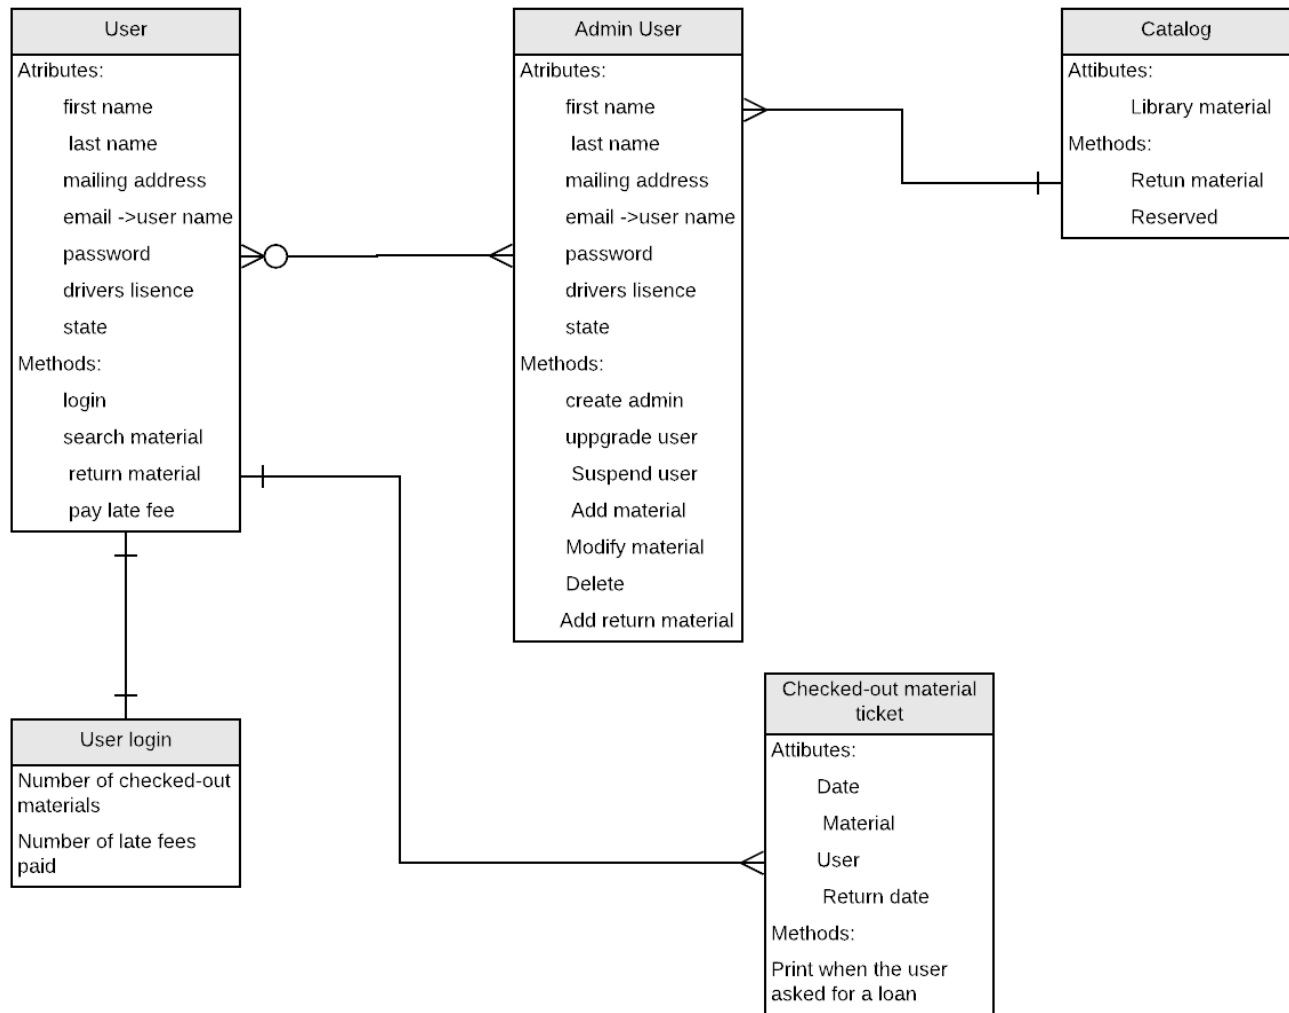 User
Atributes:
first name
last name
mailing address
email ->user name
password
drivers lisence
state
Methods:
login
search material
return material
pay late fee
Admin User
Atributes:
first name
last name
mailing address
email ->user name
password
drivers lisence
state
Methods:
create admin
uppgrade user
Suspend user
Add material
Modify material
Delete
Add return material
Catalog
Attibutes:
Library material
Methods:
Retun material
Reserved
User login
Number of checked-out
materials
Number of late fees
paid
Checked-out material
ticket
Attibutes:
Date
Material
User
Return date
Methods:
Print when the user
asked for a loan